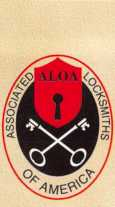 ASSOCIATED LOCKSMITHS
OF AMERICA
ALOA